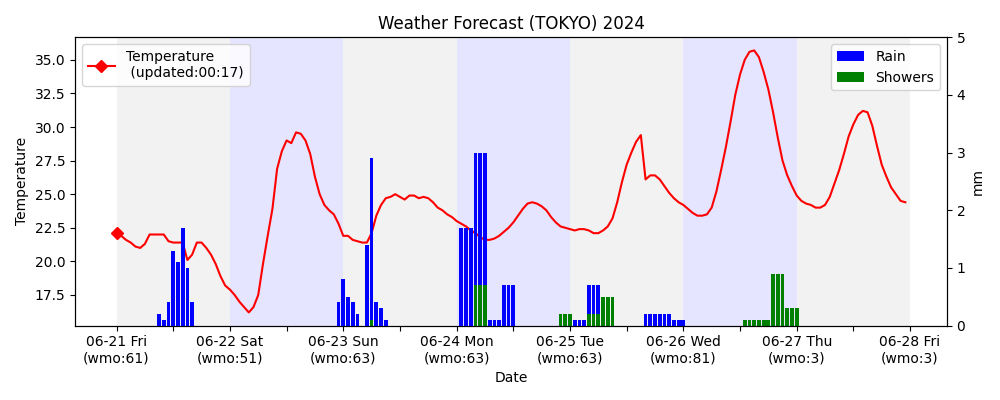 Weather Forecast (TOKYO) 2024
Temperature
(updated:00:17)
Rain
Showers
Temperature
35.0
32.5
30.0
27.5
25.0
22.5
20.0
17.5
5
4
3
2
1
0
mm
06-21 Fri
(wmo:61)
06-22 Sat
(wmo:51)
06-23 Sun
(wmo:63)
06-24 Mon
(wmo:63)
06-25 Tue
(wmo:63)
06-26 Wed
(wmo:81)
06-27 Thu
(wmo:3)
06-28 Fri
(wmo:3)
Date